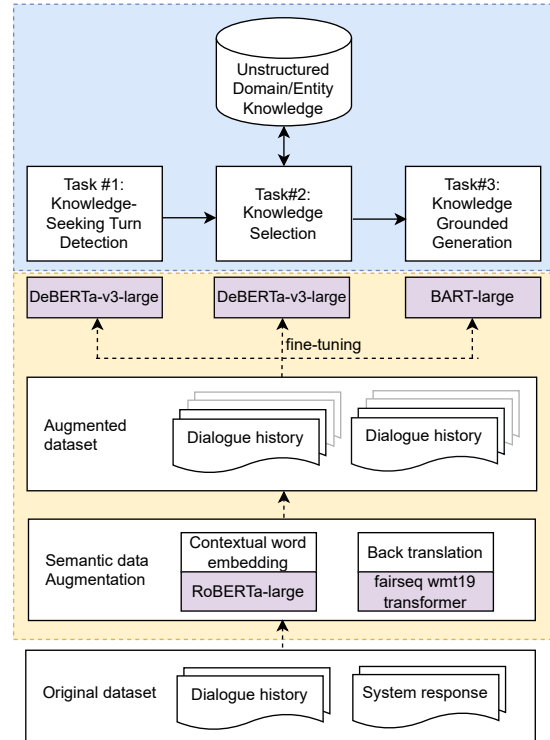 Unstructured
Domain/Entity
Knowledge
Task #1:
Knowledge-
Seeking Turn
Detection
Task#2:
Knowledge
Selection
Task#3:
Knowledge
Grounded
Generation
DeBERTa-v3-large
DeBERTa-v3-large
BART-large
fine-tuning
Augmented
dataset
Dialogue history
Dialogue history
Semantic data
Augmentation
Contextual word
embedding
RoBERTa-large
Back translation
fairseq wmt19
transformer
Original dataset
Dialogue history
System response